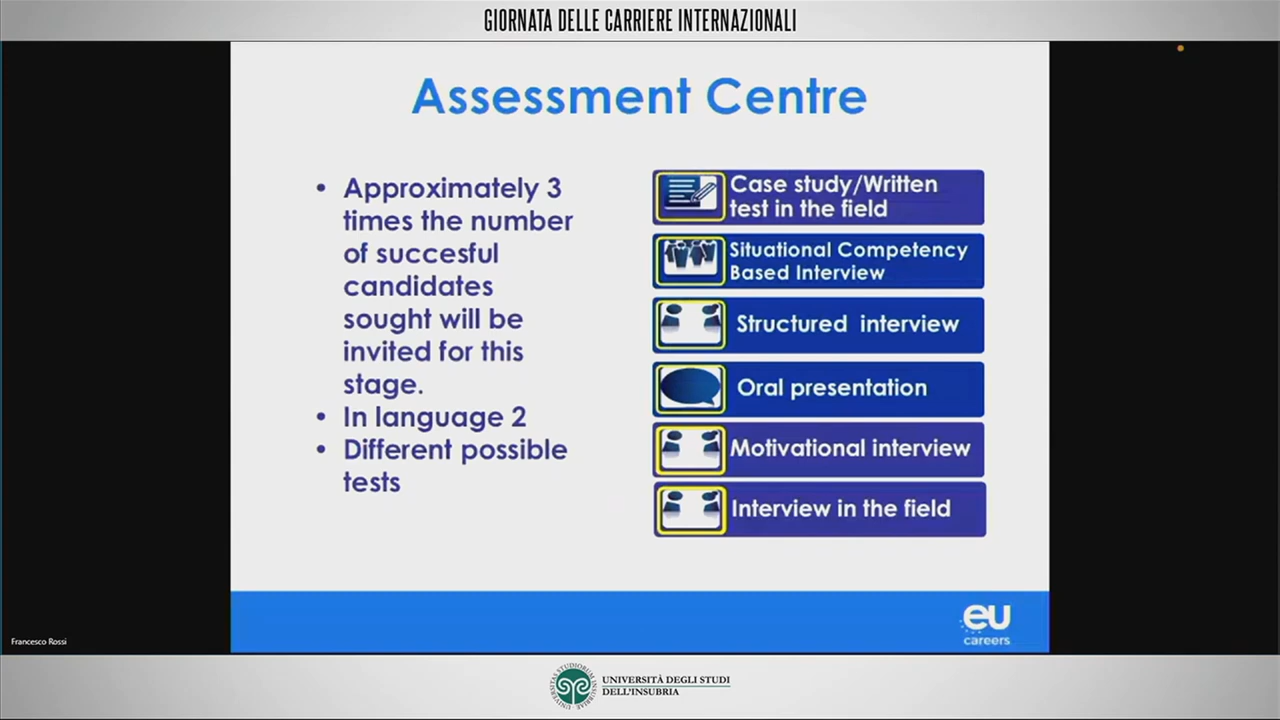 GIORNATA DELLE CARRIERE INTERNAZIONALI
Assessment Centre
• Approximately 3
times the number
of succesful
candidates
sought will be
invited for this
stage.
• In language 2
• Different possible
tests
Case study/Written
test in the field
Situational Competency
Based Interview
Structured interview
Oral presentation
Motivational interview
Interview in the field
eu
careers
Francesco Rossi
UNIVERSITÀ DEGLI STUDI
DELL'INSUBRIA